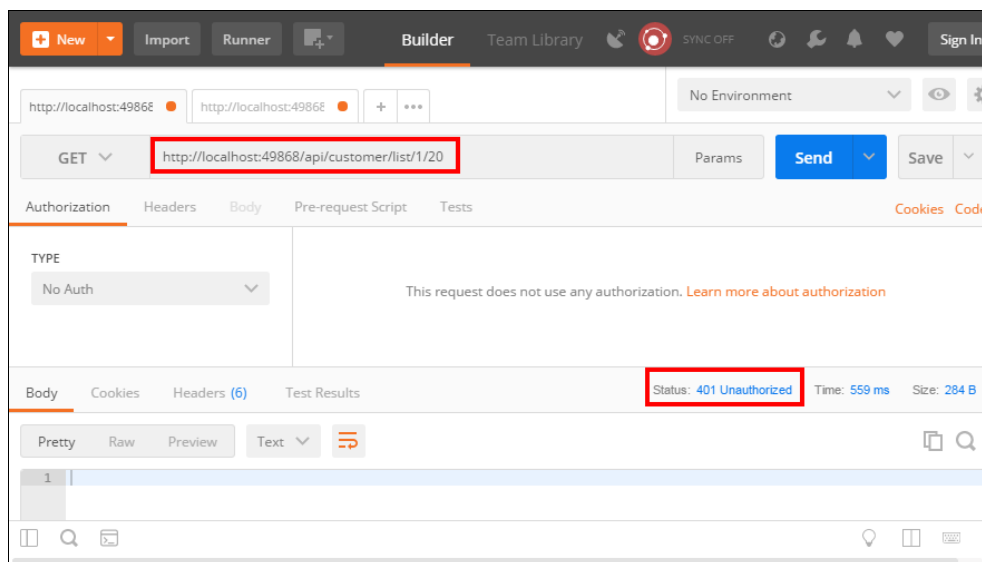 New Import Runner Builder Team Library SYNC OFF Sign In
http://localhost:49868 http://localhost:49868 + ••• No Environment
GET http://localhost:49868/api/customer/list/1/20 Params Send Save
Authorization Headers Body Pre-request Script Tests Cookies Code
TYPE
No Auth
This request does not use any authorization. Learn more about authorization
Body Cookies Headers (6) Test Results Status: 401 Unauthorized Time: 559 ms Size: 284 B
Pretty Raw Preview Text
1